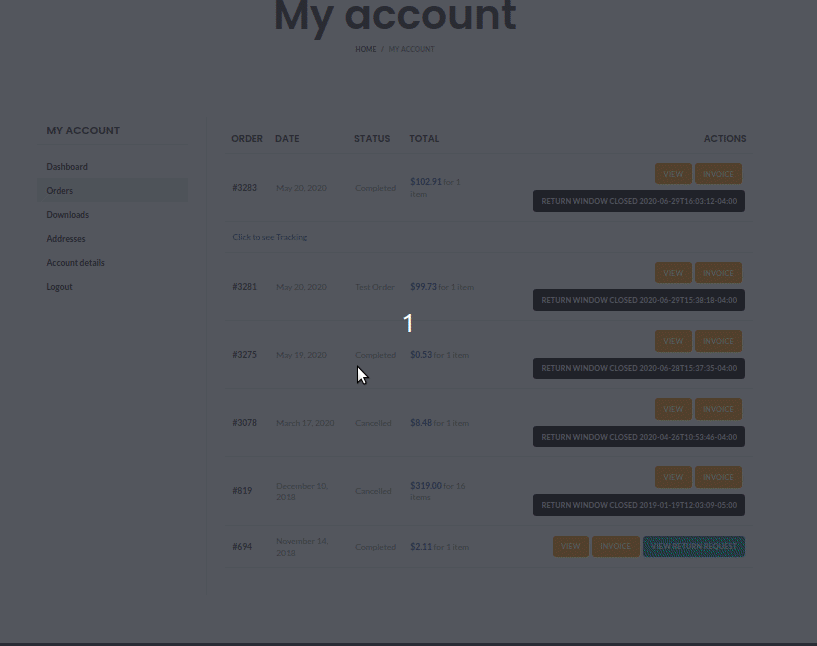 My account
HOME / MY ACCOUNT
MY ACCOUNT
Dashboard
Orders
Downloads
Addresses
Account details
Logout
ORDER DATE STATUS TOTAL ACTIONS
#3283 May 30, 2020 Completed $102.91 for 1 item VIEW INVOICE
RETURN WINDOW CLOSED 2020-06-29T16:03:12-04:00
Click to see Tracking
#3281 May 20, 2020 Test Order $99.73 for 1 item VIEW INVOICE
RETURN WINDOW CLOSED 2020-06-29T15:38:18-04:00
1
#3275 May 19, 2020 Completed $0.53 for 1 item VIEW INVOICE
RETURN WINDOW CLOSED 2020-06-28T15:37:35-04:00
#3078 March 17, 2020 Cancelled $8.48 for 1 item VIEW INVOICE
RETURN WINDOW CLOSED 2020-04-26T10:53:46-04:00
#819 December 10, 2018 Cancelled $319.00 for 16 items VIEW INVOICE
RETURN WINDOW CLOSED 2019-01-19T12:03:09-05:00
#694 November 14, 2018 Completed $2.11 for 1 item VIEW INVOICE VIEW RETURN REQUEST